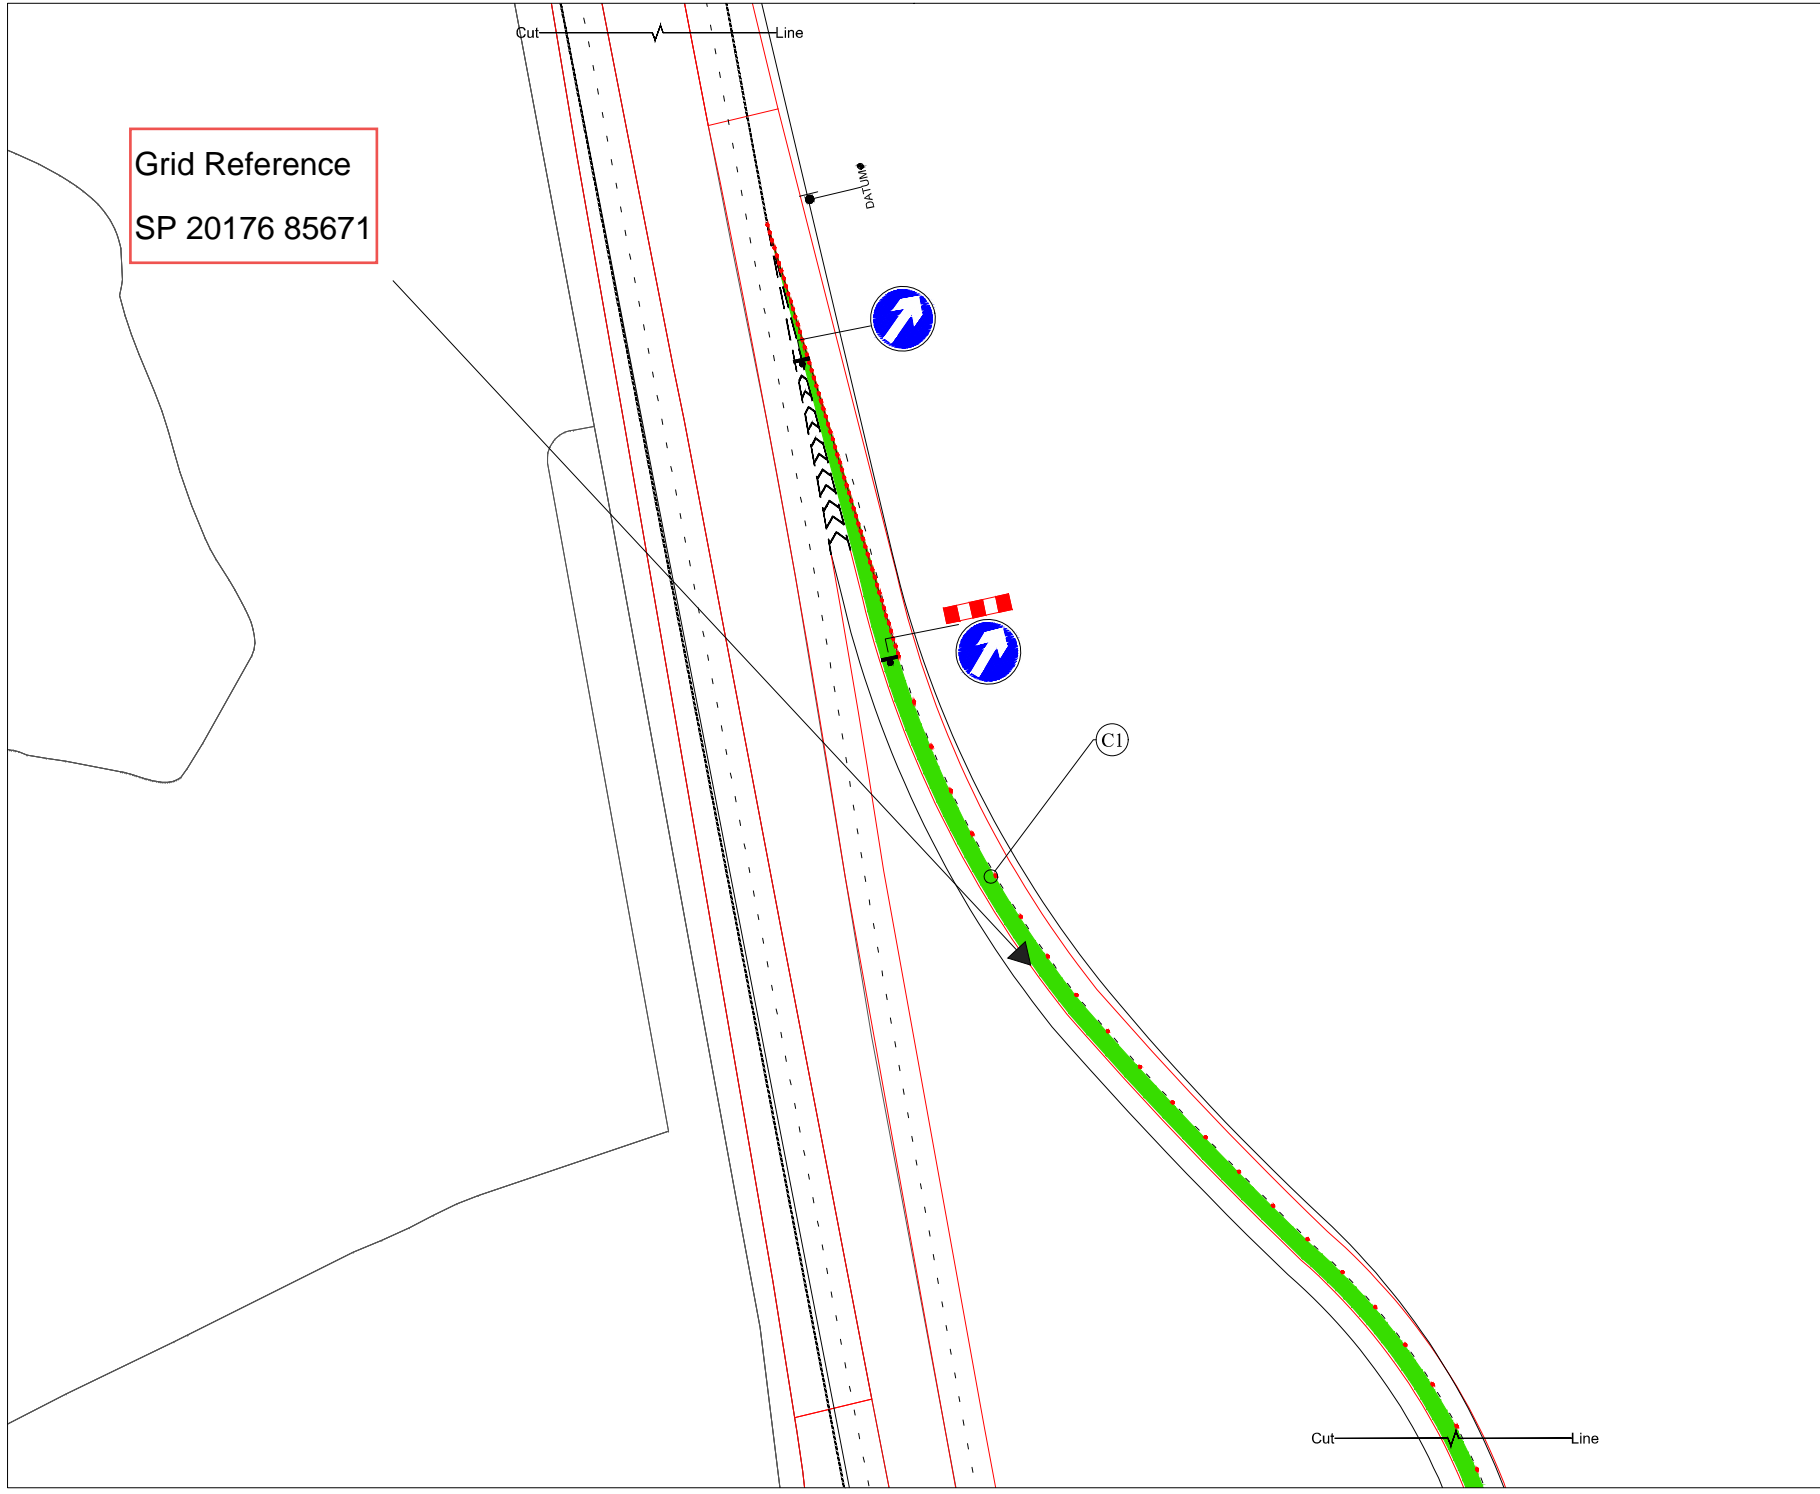 Cut Line
Grid Reference
SP 20176 85671
DATUM
C1
Cut Line